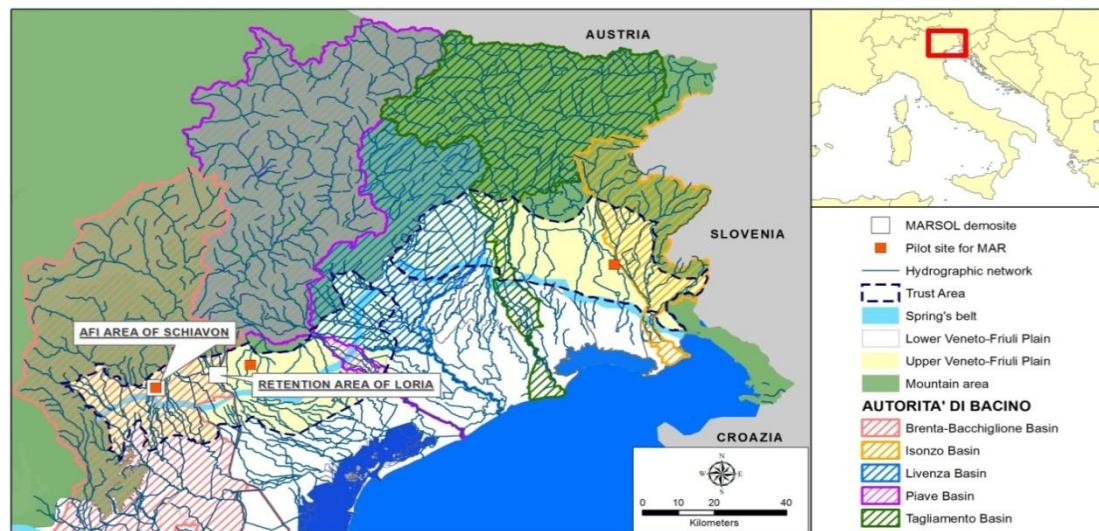 AUSTRIA
SLOVENIA
AFI AREA OF SCHIAVON
RETENTION AREA OF LORIA
CROAZIA
N
W E
S
0 10 20 40
Kilometers
MARSOL demosite
Pilot site for MAR
Hydrographic network
Trust Area
Spring's belt
Lower Veneto-Friuli Plain
Upper Veneto-Friuli Plain
Mountain area
AUTORITA' DI BACINO
Brenta-Bacchiglione Basin
Isonzo Basin
Livenza Basin
Piave Basin
Tagliamento Basin